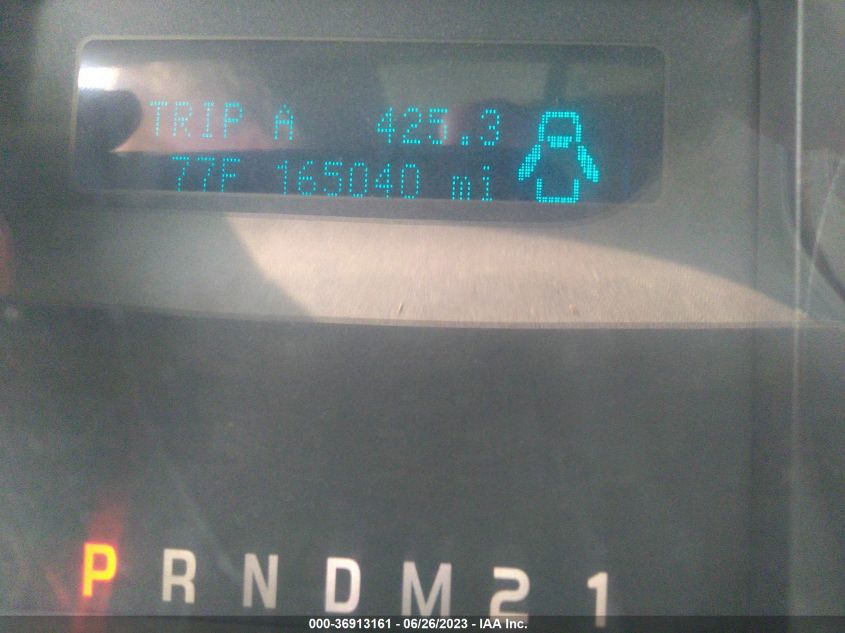 TRIP A 425.3
77F 165040 mi
P R N D M 2 1
000-36913161 - 06/26/2023 - IAA Inc.